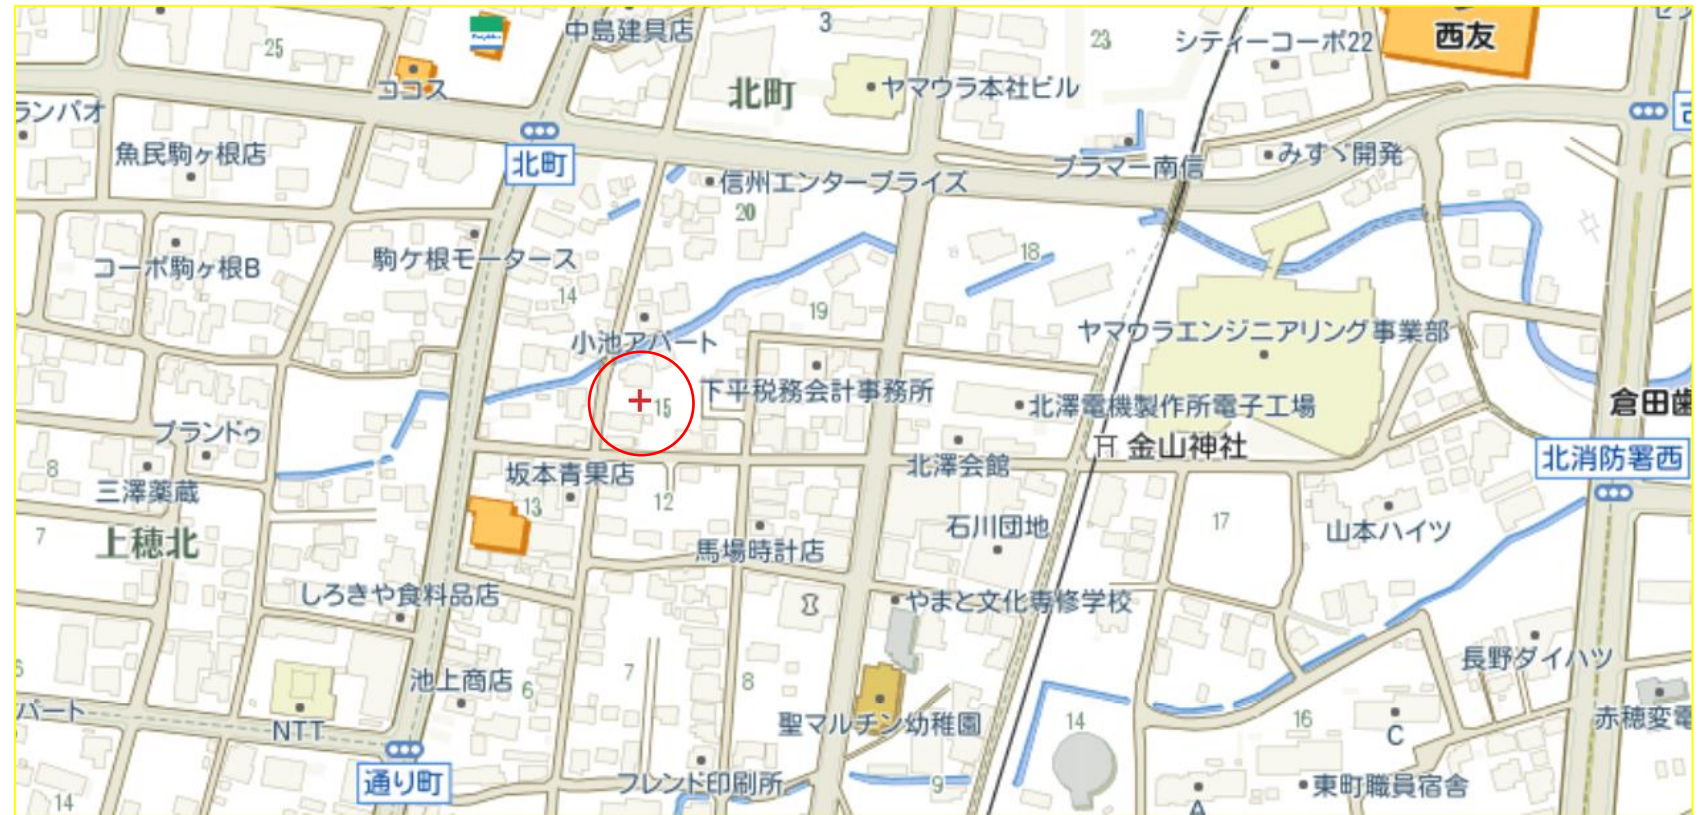 中島建具店
3
23
シティーコーポ22
西友
25
ココス
北町
ヤマウラ本社ビル
ランパオ
魚民駒ヶ根店
北町
信州エンタープライズ
プラマー南信
みすゞ開発
20
駒ケ根モータース
コーポ駒ヶ根B
18
14
19
小池アパート
ヤマウラエンジニアリング事業部
下平税務会計事務所
15
北澤電機製作所電子工場
倉田歯
ブランドゥ
金山神社
北消防署西
8
坂本青果店
北澤会館
三澤薬蔵
13
12
7
上穂北
馬場時計店
石川団地
17
山本ハイツ
しろきや食料品店
やまと文化専修学校
長野ダイハツ
6
池上商店
6
7
8
パート
NTT
聖マルチン幼稚園
14
16
C
赤穂変電
通り町
フレンド印刷所
9
東町職員宿舎
14
A